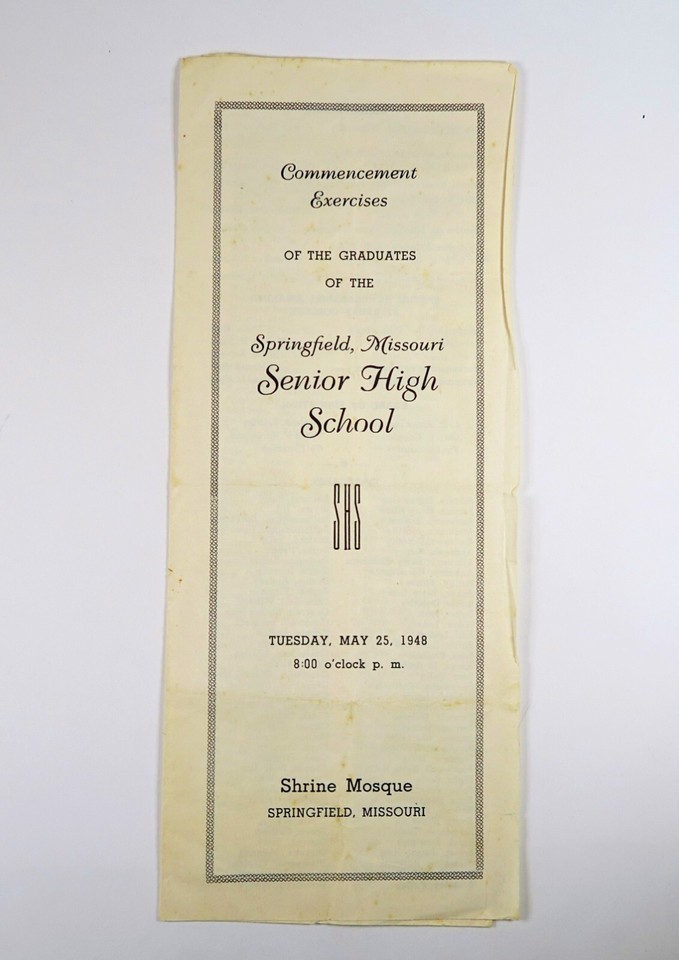 Commencement
Exercises
OF THE GRADUATES
OF THE
Springfield, Missouri
Senior High
School
SHS
TUESDAY, MAY 25, 1948
8:00 o'clock p. m.
Shrine Mosque
SPRINGFIELD, MISSOURI